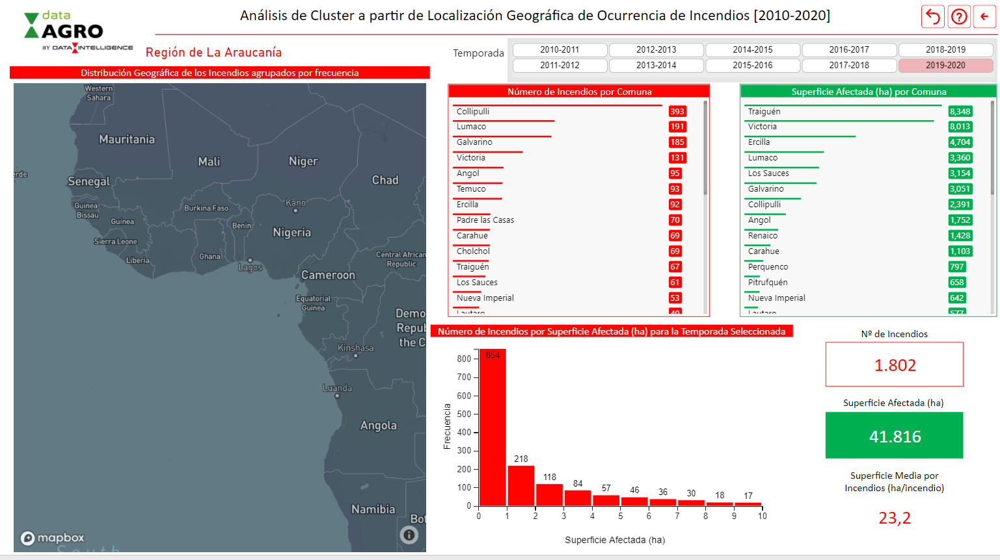 data
AGRO
BY DATA INTELLIGENCE
Análisis de Cluster a partir de Localización Geográfica de Ocurrencia de Incendios [2010-2020]
Región de La Araucanía
Temporada
2010-2011
2012-2013
2014-2015
2016-2017
2018-2019
2011-2012
2013-2014
2015-2016
2017-2018
2019-2020
Distribución Geográfica de los Incendios agrupados por frecuencia
Western
Sahara
Mauritania
Mali
Niger
Chad
erde
Senegal
Guinea-
Bissau
Guinea
Burkina Faso
Kano
Benin
Nigeria
Sierra Leone
Liberia
Ghana
Lagos
Central African
Republic
Cameroon
Equatorial
Guinea
Demo
Repub
the C
Kinshasa
Luanda
Angola
Namibia
Bot
mapbox
South
Número de Incendios por Comuna
Collipulli 393
Lumaco 191
Galvarino 185
Victoria 131
Angol 95
Temuco 93
Ercilla 92
Padre las Casas 70
Carahue 69
Cholchol 69
Traiguén 67
Los Sauces 61
Nueva Imperial 53
Lautaro 49
Superficie Afectada (ha) por Comuna
Traiguén 8,348
Victoria 8,013
Ercilla 4,704
Lumaco 3,360
Los Sauces 3,154
Galvarino 3,051
Collipulli 2,391
Angol 1,752
Renaico 1,428
Carahue 1,103
Perquenco 797
Pitrufquén 658
Nueva Imperial 642
Lautaro 577
Número de Incendios por Superficie Afectada (ha) para la Temporada Seleccionada
Frecuencia
800
700
600
500
400
300
200
100
0
854
218
118
84
57
46
36
30
18
17
0 1 2 3 4 5 6 7 8 9 10
Superficie Afectada (ha)
Nº de Incendios
1.802
Superficie Afectada (ha)
41.816
Superficie Media por
Incendios (ha/incendio)
23,2